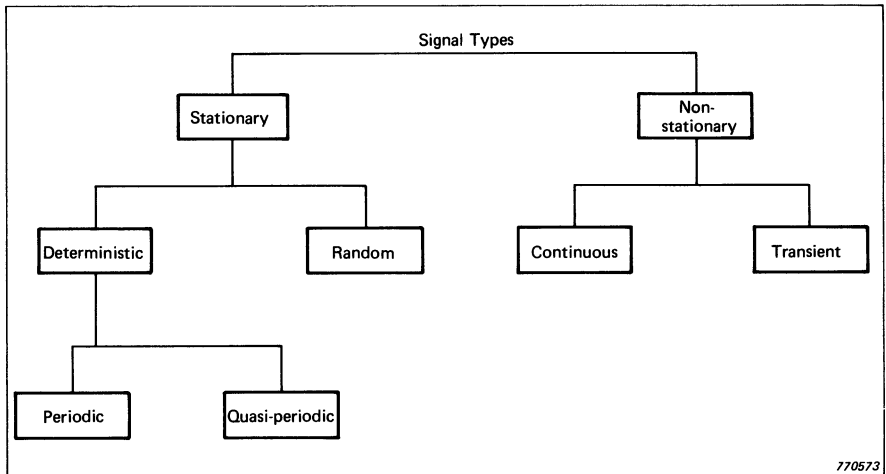 Signal Types
Stationary
Non-
stationary
Deterministic
Random
Continuous
Transient
Periodic
Quasi-periodic
770573